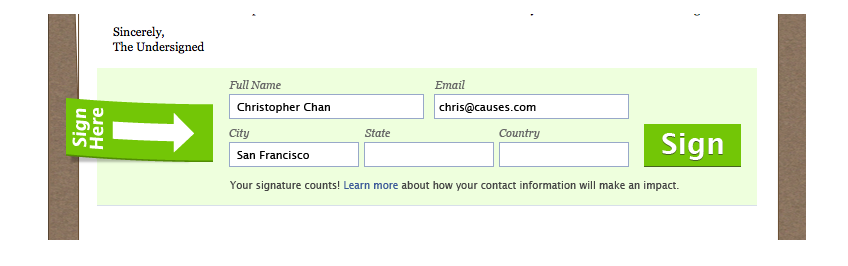 Sincerely,
The Undersigned
Full Name
Email
Sign
Here
Christopher Chan
chris@causes.com
City
State
Country
San Francisco
Sign
Your signature counts! Learn more about how your contact information will make an impact.